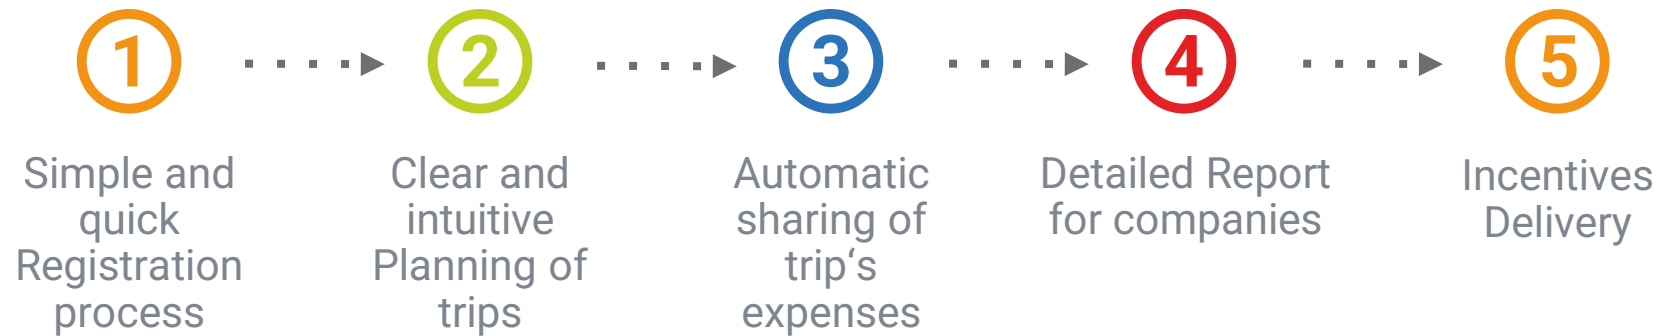 1
2
3
4
5
Simple and
quick
Registration
process
Clear and
intuitive
Planning of
trips
Automatic
sharing of
trip‘s
expenses
Detailed Report
for companies
Incentives
Delivery